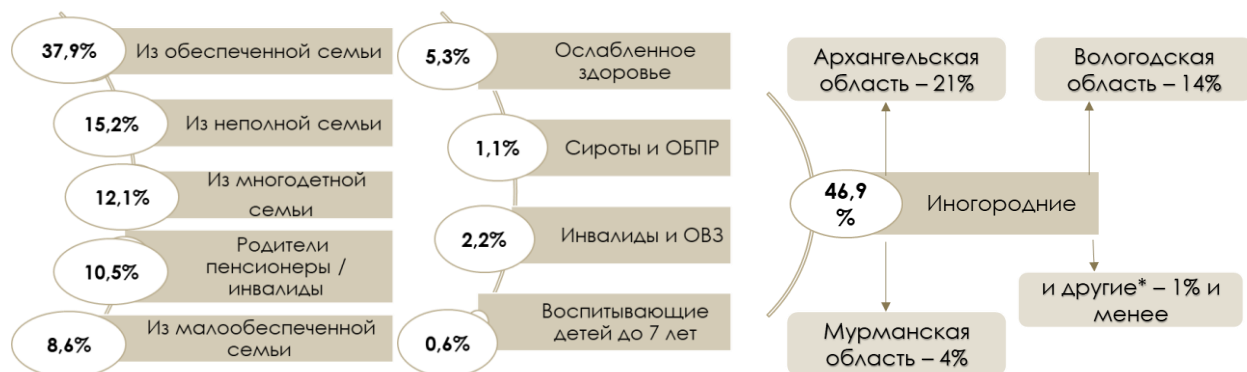 37,9%
Из обеспеченной семьи
15,2%
Из неполной семьи
12,1%
Из многодетной
семьи
10,5%
Родители
пенсионеры /
инвалиды
8,6%
Из малообеспеченной
семьи
5,3%
Ослабленное
здоровье
1,1%
Сироты и ОБПР
2,2%
Инвалиды и ОВЗ
0,6%
Воспитывающие
детей до 7 лет
Архангельская
область – 21%
Вологодская
область – 14%
46,9
%
Иногородние
Мурманская
область – 4%
и другие* – 1% и
менее